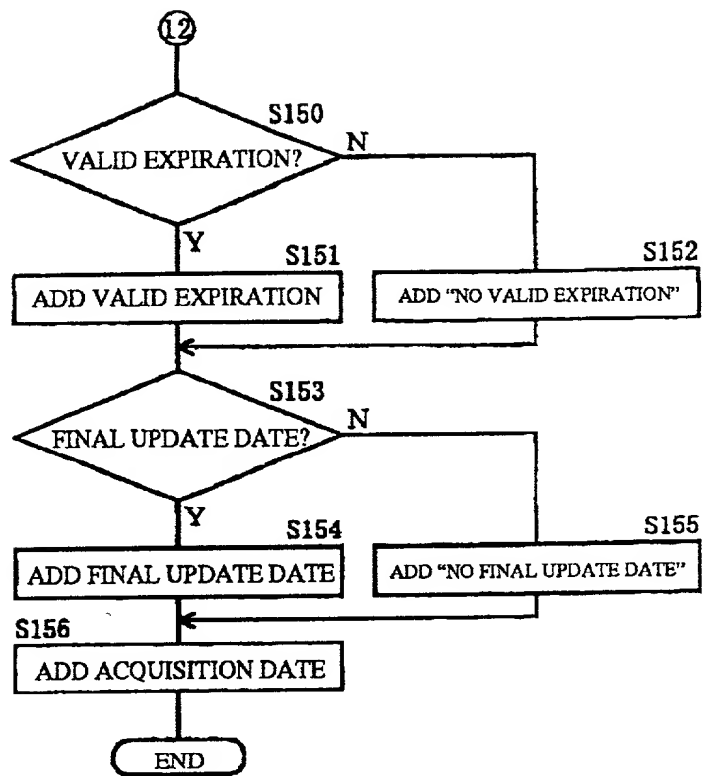 12
S150
VALID EXPIRATION?
N
Y
S151
S152
ADD VALID EXPIRATION
ADD "NO VALID EXPIRATION"
S153
FINAL UPDATE DATE?
N
Y
S154
S155
ADD FINAL UPDATE DATE
ADD "NO FINAL UPDATE DATE"
S156
ADD ACQUISITION DATE
END